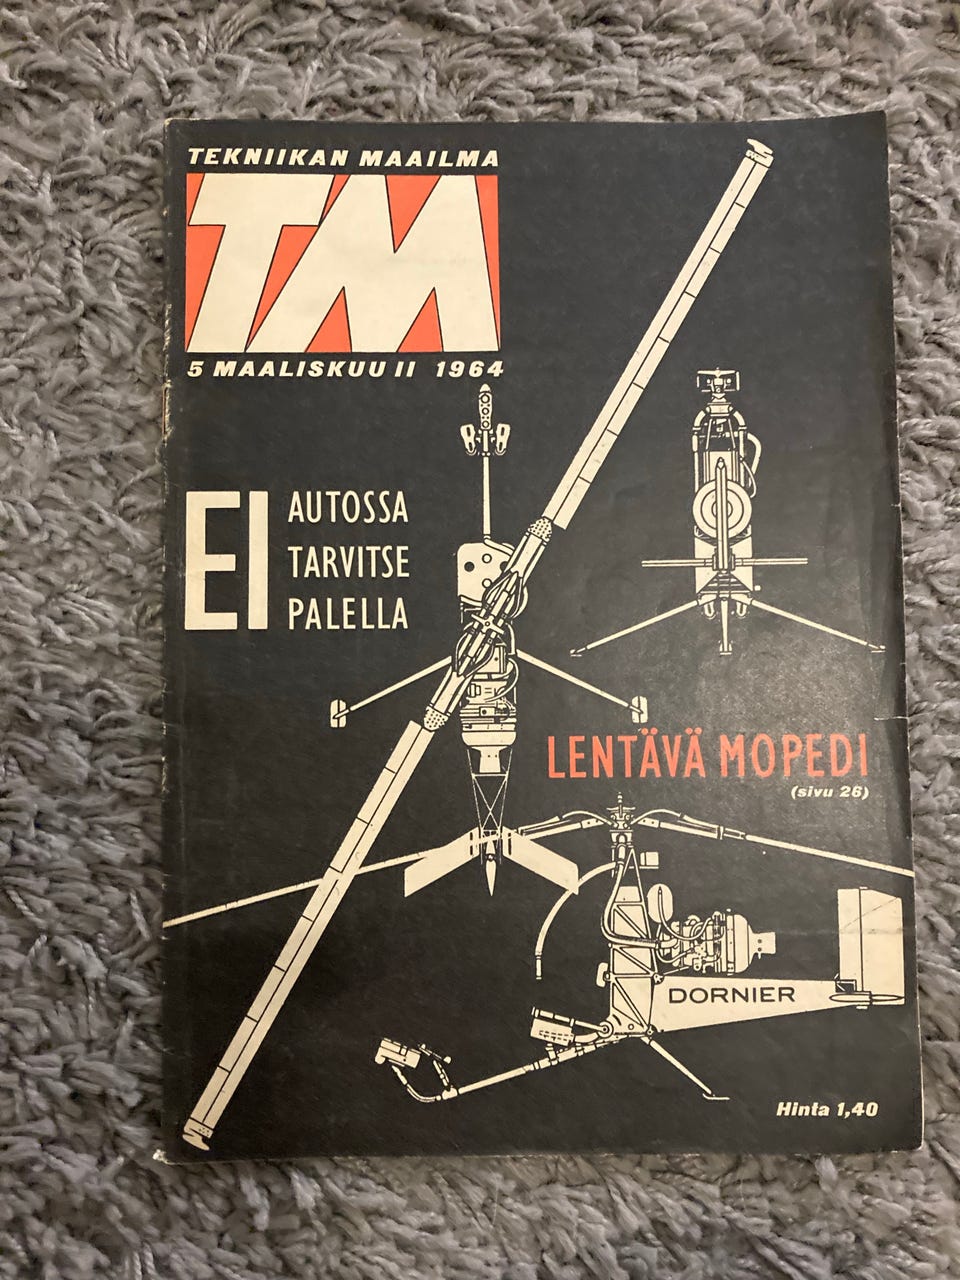 TEKNIIKAN MAAILMA
TM
5 MAALISKUU II 1964
EI
AUTOSSA
TARVITSE
PALELLA
LENTÄVÄ MOPEDI
(sivu 26)
DORNIER
Hinta 1,40